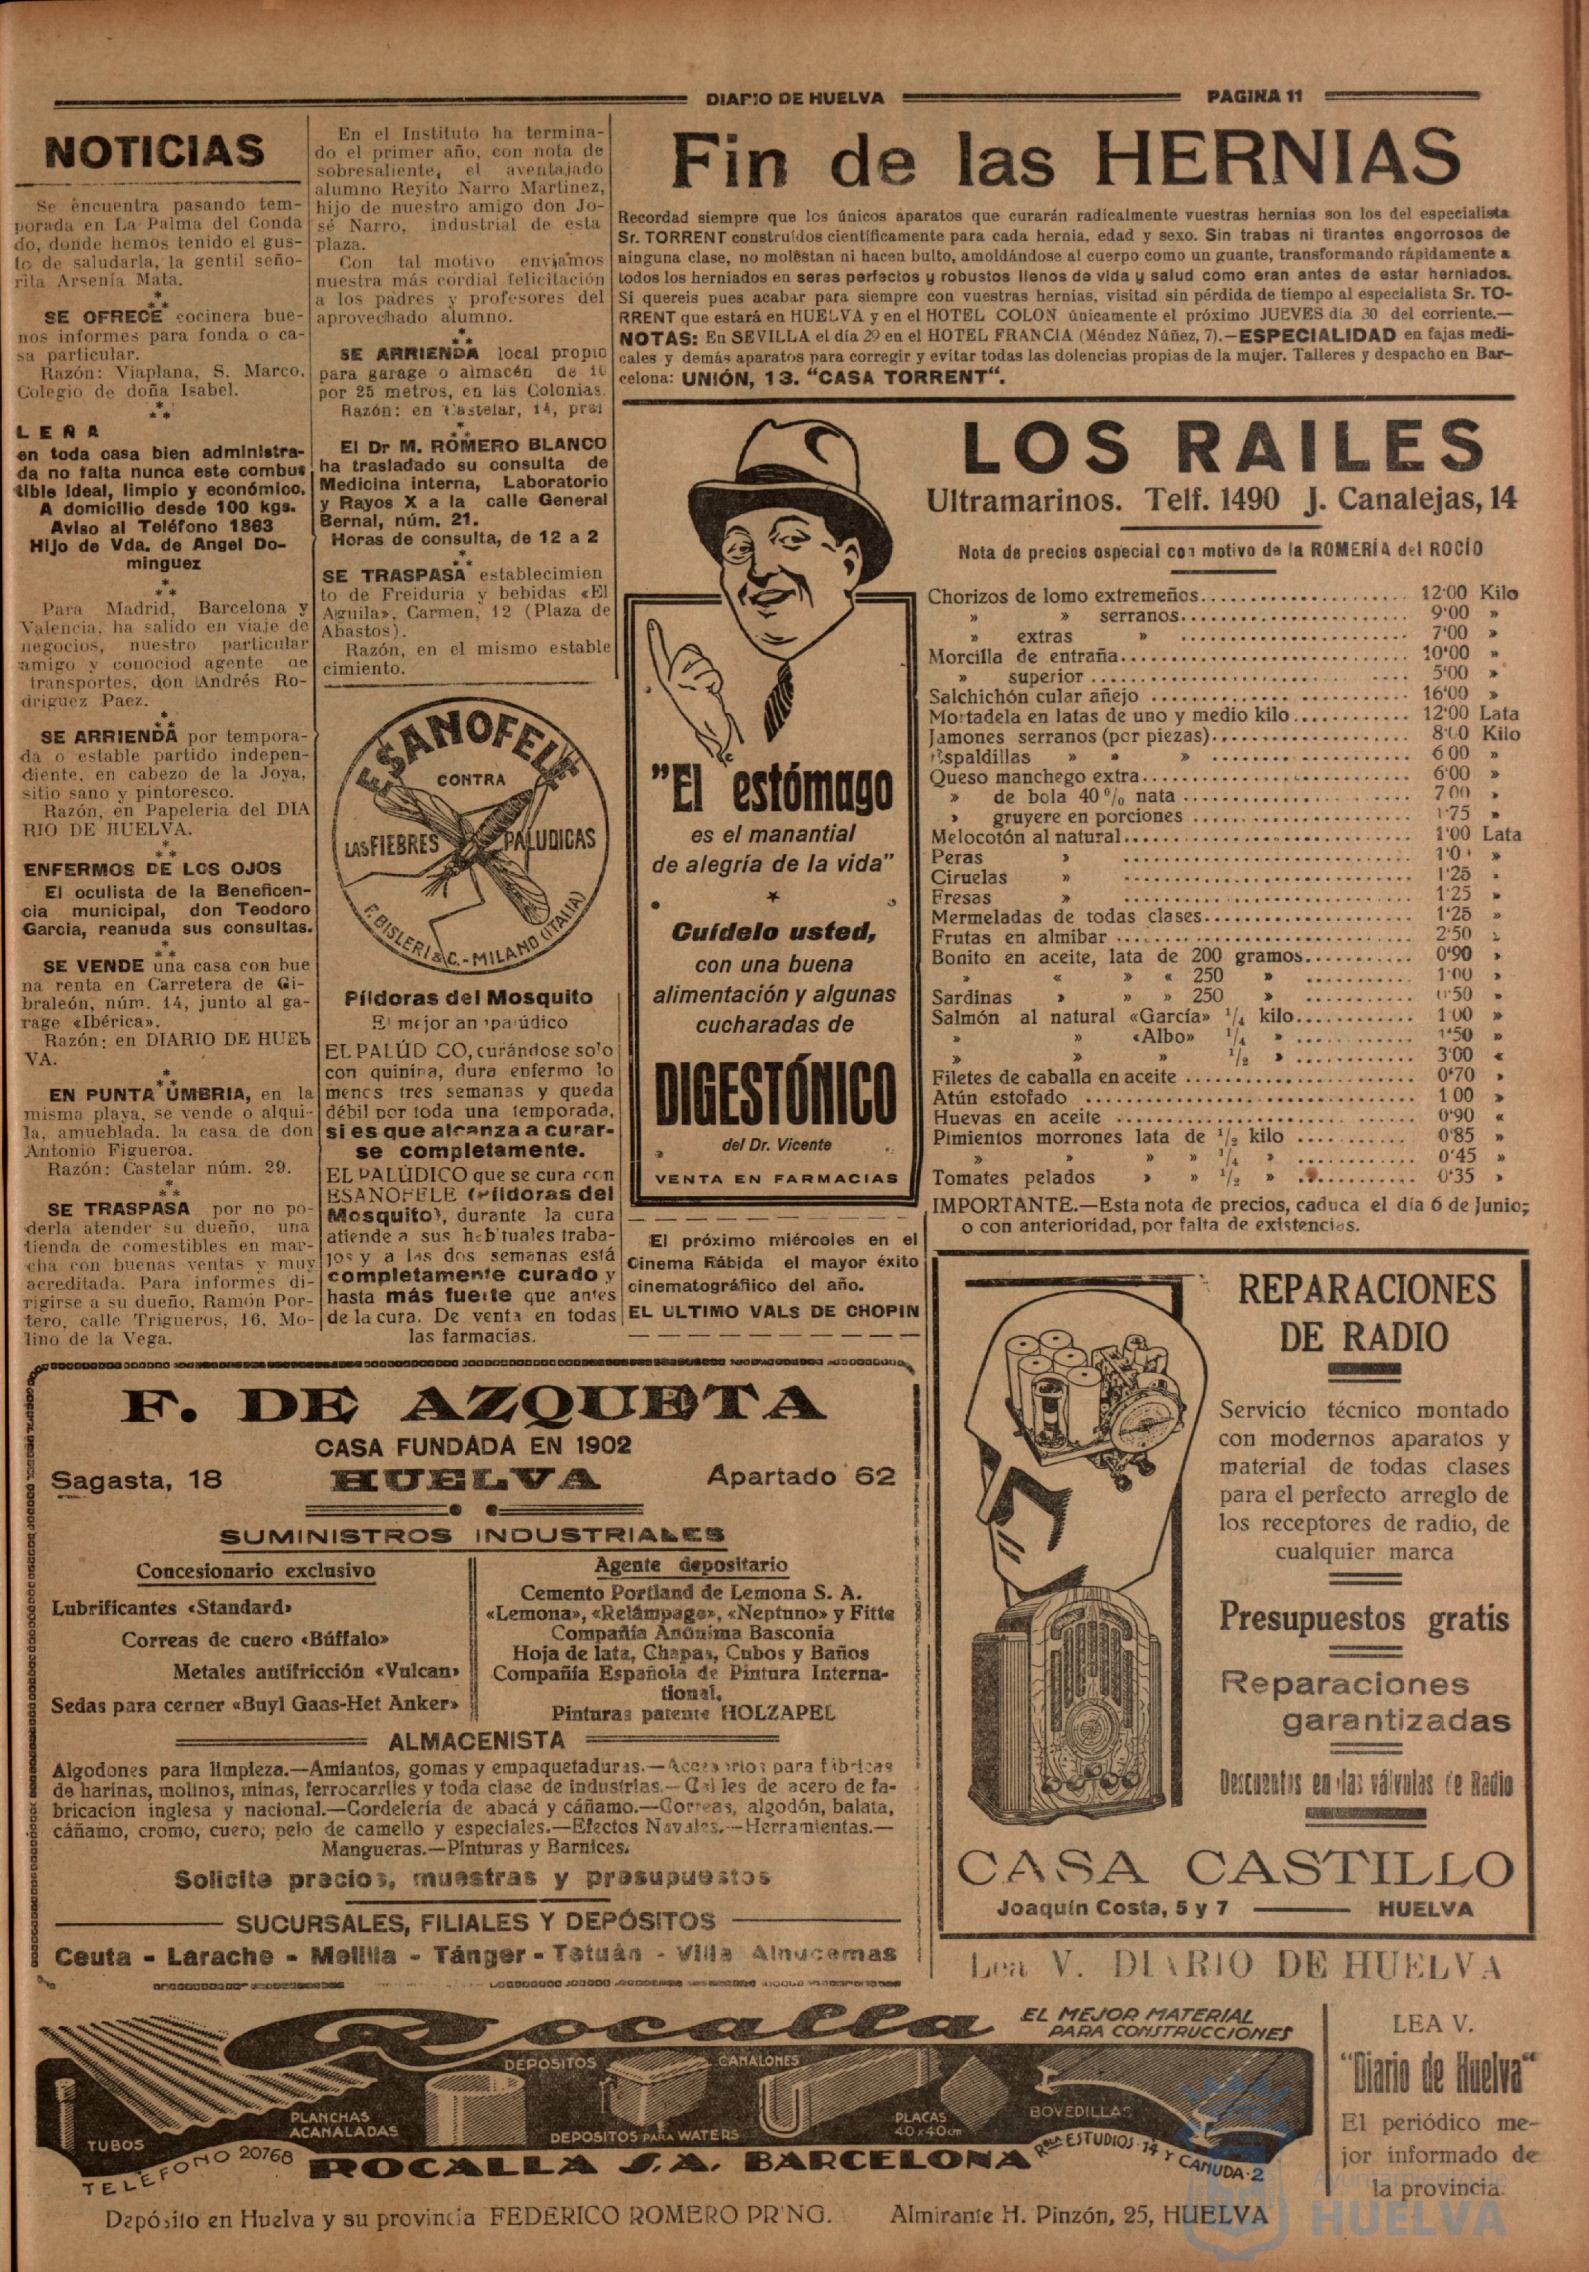 DIARIO DE HUELVA
PAGINA 11
NOTICIAS
Se encuentra pasando tem-
porada en La Palma del Conda
do, donde hemos tenido el gus-
to de saludarla, la gentil seño-
rita Arsenia Mata.
SE OFRECE cocinera bue-
nos informes para fonda o ca-
sa particular.
Razón: Viaplana, S. Marco,
Colegio de doña Isabel.
LEÑA
en toda casa bien administra-
da no falta nunca este combus
tible ideal, limpio y económico.
A domicilio desde 100 kgs.
Aviso al Teléfono 1863
Hijo de Vda. de Angel Do-
minguez
Para Madrid, Barcelona y
Valencia, ha salido en viaje de
negocios, nuestro particular
amigo y conociod agente de
transportes, don Andrés Ro-
driguez Paez.
SE ARRIENDA por tempora-
da o estable partido indepen-
diente, en cabezo de la Joya,
sitio sano y pintoresco.
Razón, en Papeleria del DIA
RIO DE HUELVA.
ENFERMOS DE LOS OJOS
El oculista de la Beneficen-
cia municipal, don Teodoro
Garcia, reanuda sus consultas.
SE VENDE una casa con bue
na renta en Carretera de Gi-
braleón, núm. 14, junto al ga-
rage «Ibérica».
Razón: en DIARIO DE HUEL
VA.
EN PUNTA UMBRIA, en la
misma playa, se vende o alqui-
la, amueblada. la casa de don
Antonio Figueroa.
Razón: Castelar núm. 29.
SE TRASPASA por no po-
derla atender su dueño, una
tienda de comestibles en mar-
cha con buenas ventas y muy
acreditada. Para informes di-
rigirse a su dueño, Ramón Por-
tero, calle Trigueros, 16, Mo-
lino de la Vega.
En el Instituto ha termina-
do el primer año, con nota de
sobresaliente, el aventajado
alumno Reyito Narro Martinez,
hijo de nuestro amigo don Jo-
sé Narro, industrial de esta
plaza.
Con tal motivo enviamos
nuestra más cordial felicitación
a los padres y profesores del
aprovechado alumno.
SE ARRIENDA local propio
para garage o almacén de 10
por 25 metros, en las Colonias.
Razón: en Castelar, 14, pral
El Dr M. ROMERO BLANCO
ha trasladado su consulta de
Medicina interna, Laboratorio
y Rayos X a la calle General
Bernal, núm. 21.
Horas de consulta, de 12 a 2
SE TRASPASA establecimien
to de Freiduria y bebidas «El
Aguila», Carmen, 12 (Plaza de
Abastos).
Razón, en el mismo estable
cimiento.
ESANOFELE
CONTRA
LAS FIEBRES PALUDICAS
F. BISLERI & C. - MILANO (ITALIA)
Píldoras del Mosquito
El mejor an ipalúdico
EL PALÚD CO, curándose solo
con quinina, dura enfermo lo
menos tres semanas y queda
débil por toda una temporada,
si es que alcanza a curar-
se completamente.
EL PALÚDICO que se cura con
ESANOFELE (Píldoras del
Mosquito), durante la cura
atiende a sus habituales traba-
jos y a las dos semanas está
completamente curado y
hasta más fuerte que antes
de la cura. De venta en todas
las farmacias.
Fin de las HERNIAS
Recordad siempre que los únicos aparatos que curarán radicalmente vuestras hernias son los del especialista
Sr. TORRENT construídos científicamente para cada hernia, edad y sexo. Sin trabas ni tirantes engorrosos de
ninguna clase, no molestan ni hacen bulto, amoldándose al cuerpo como un guante, transformando rápidamente a
todos los herniados en seres perfectos y robustos llenos de vida y salud como eran antes de estar herniados.
Si quereis pues acabar para siempre con vuestras hernias, visitad sin pérdida de tiempo al especialista Sr. TO-
RRENT que estará en HUELVA y en el HOTEL COLON únicamente el próximo JUEVES día 30 del corriente.—
NOTAS: En SEVILLA el día 29 en el HOTEL FRANCIA (Méndez Núñez, 7).—ESPECIALIDAD en fajas medi-
cales y demás aparatos para corregir y evitar todas las dolencias propias de la mujer. Talleres y despacho en Bar-
celona: UNIÓN, 13. "CASA TORRENT".
"El estómago
es el manantial
de alegría de la vida"
Cuídelo usted,
con una buena
alimentación y algunas
cucharadas de
DIGESTÓNICO
del Dr. Vicente
VENTA EN FARMACIAS
El próximo miércoles en el
Cinema Rábida el mayor éxito
cinematográfiico del año.
EL ULTIMO VALS DE CHOPIN
LOS RAILES
Ultramarinos. Telf. 1490 J. Canalejas, 14
Nota de precios especial con motivo de la ROMERÍA del ROCÍO
Chorizos de lomo extremeños 12'00 Kilo
» » serranos 9'00 »
» extras » 7'00 »
Morcilla de entraña 10'00 »
» superior 5'00 »
Salchichón cular añejo 16'00 »
Mortadela en latas de uno y medio kilo 12'00 Lata
Jamones serranos (por piezas) 8'00 Kilo
Espaldillas » » » 6 00 »
Queso manchego extra 6'00 »
» de bola 40% nata 7 00 »
» gruyere en porciones 1'75 »
Melocotón al natural 1'00 Lata
Peras » 1'0 »
Ciruelas » 1'25 »
Fresas » 1'25 »
Mermeladas de todas clases 1'25 »
Frutas en almibar 2'50 »
Bonito en aceite, lata de 200 gramos 0'90 »
» « » « 250 » 1'00 »
Sardinas » » » 250 » 0'50 »
Salmón al natural «García» 1/4 kilo 1'00 »
» » «Albo» 1/4 » 1'50 »
» » » 1/2 » 3'00 «
Filetes de caballa en aceite 0'70 »
Atún estofado 1 00 »
Huevas en aceite 0'90 «
Pimientos morrones lata de 1/2 kilo 0'85 »
» » » » 1/4 » 0'45 »
Tomates pelados » » 1/2 » 0'35 »
IMPORTANTE.—Esta nota de precios, caduca el día 6 de Junio;
o con anterioridad, por falta de existencias.
REPARACIONES
DE RADIO
Servicio técnico montado
con modernos aparatos y
material de todas clases
para el perfecto arreglo de
los receptores de radio, de
cualquier marca
Presupuestos gratis
Reparaciones
garantizadas
Descuentos en las válvulas de Radio
CASA CASTILLO
Joaquín Costa, 5 y 7 HUELVA
Lea V. DIARIO DE HUELVA
F. DE AZQUETA
CASA FUNDADA EN 1902
Sagasta, 18 HUELVA Apartado 62
SUMINISTROS INDUSTRIALES
Concesionario exclusivo
Lubrificantes «Standard»
Correas de cuero «Búffalo»
Metales antifricción «Vulcan»
Sedas para cerner «Buyl Gaas-Het Anker»
Agente depositario
Cemento Portland de Lemona S. A.
«Lemona», «Relámpago», «Neptuno» y Fitte
Compañía Anónima Basconia
Hoja de lata, Chapas, Cubos y Baños
Compañía Española de Pintura Interna-
tional.
Pinturas patente HOLZAPEL
ALMACENISTA
Algodones para limpieza.—Amiantos, gomas y empaquetaduras.—Accesorios para fábricas
de harinas, molinos, minas, ferrocarriles y toda clase de industrias.— les de acero de fa-
bricacion inglesa y nacional.—Cordelería de abacá y cáñamo.—Correas, algodón, balata,
cáñamo, cromo, cuero, pelo de camello y especiales.—Efectos Navales.—Herramientas.—
Mangueras.—Pinturas y Barnices.
Solicite precios, muestras y presupuestos
SUCURSALES, FILIALES Y DEPÓSITOS
Ceuta - Larache - Melilla - Tánger - Tetuán - Villa Alhucemas
Rocalla
EL MEJOR MATERIAL
PARA CONSTRUCCIONES
TUBOS
PLANCHAS
ACANALADAS
DEPOSITOS
DEPOSITOS PARA WATERS
CANALONES
PLACAS
40 x 40 cm
BOVEDILLAS
TELEFONO 20768
ROCALLA S.A. BARCELONA
Rbla ESTUDIOS · 14 Y CANUDA · 2
Depósito en Huelva y su provincia FEDERICO ROMERO PRʼNG. Almirante H. Pinzón, 25, HUELVA
LEA V.
"Diario de Huelva"
El periódico me-
jor informado de
la provincia.
Ayuntamiento de
HUELVA